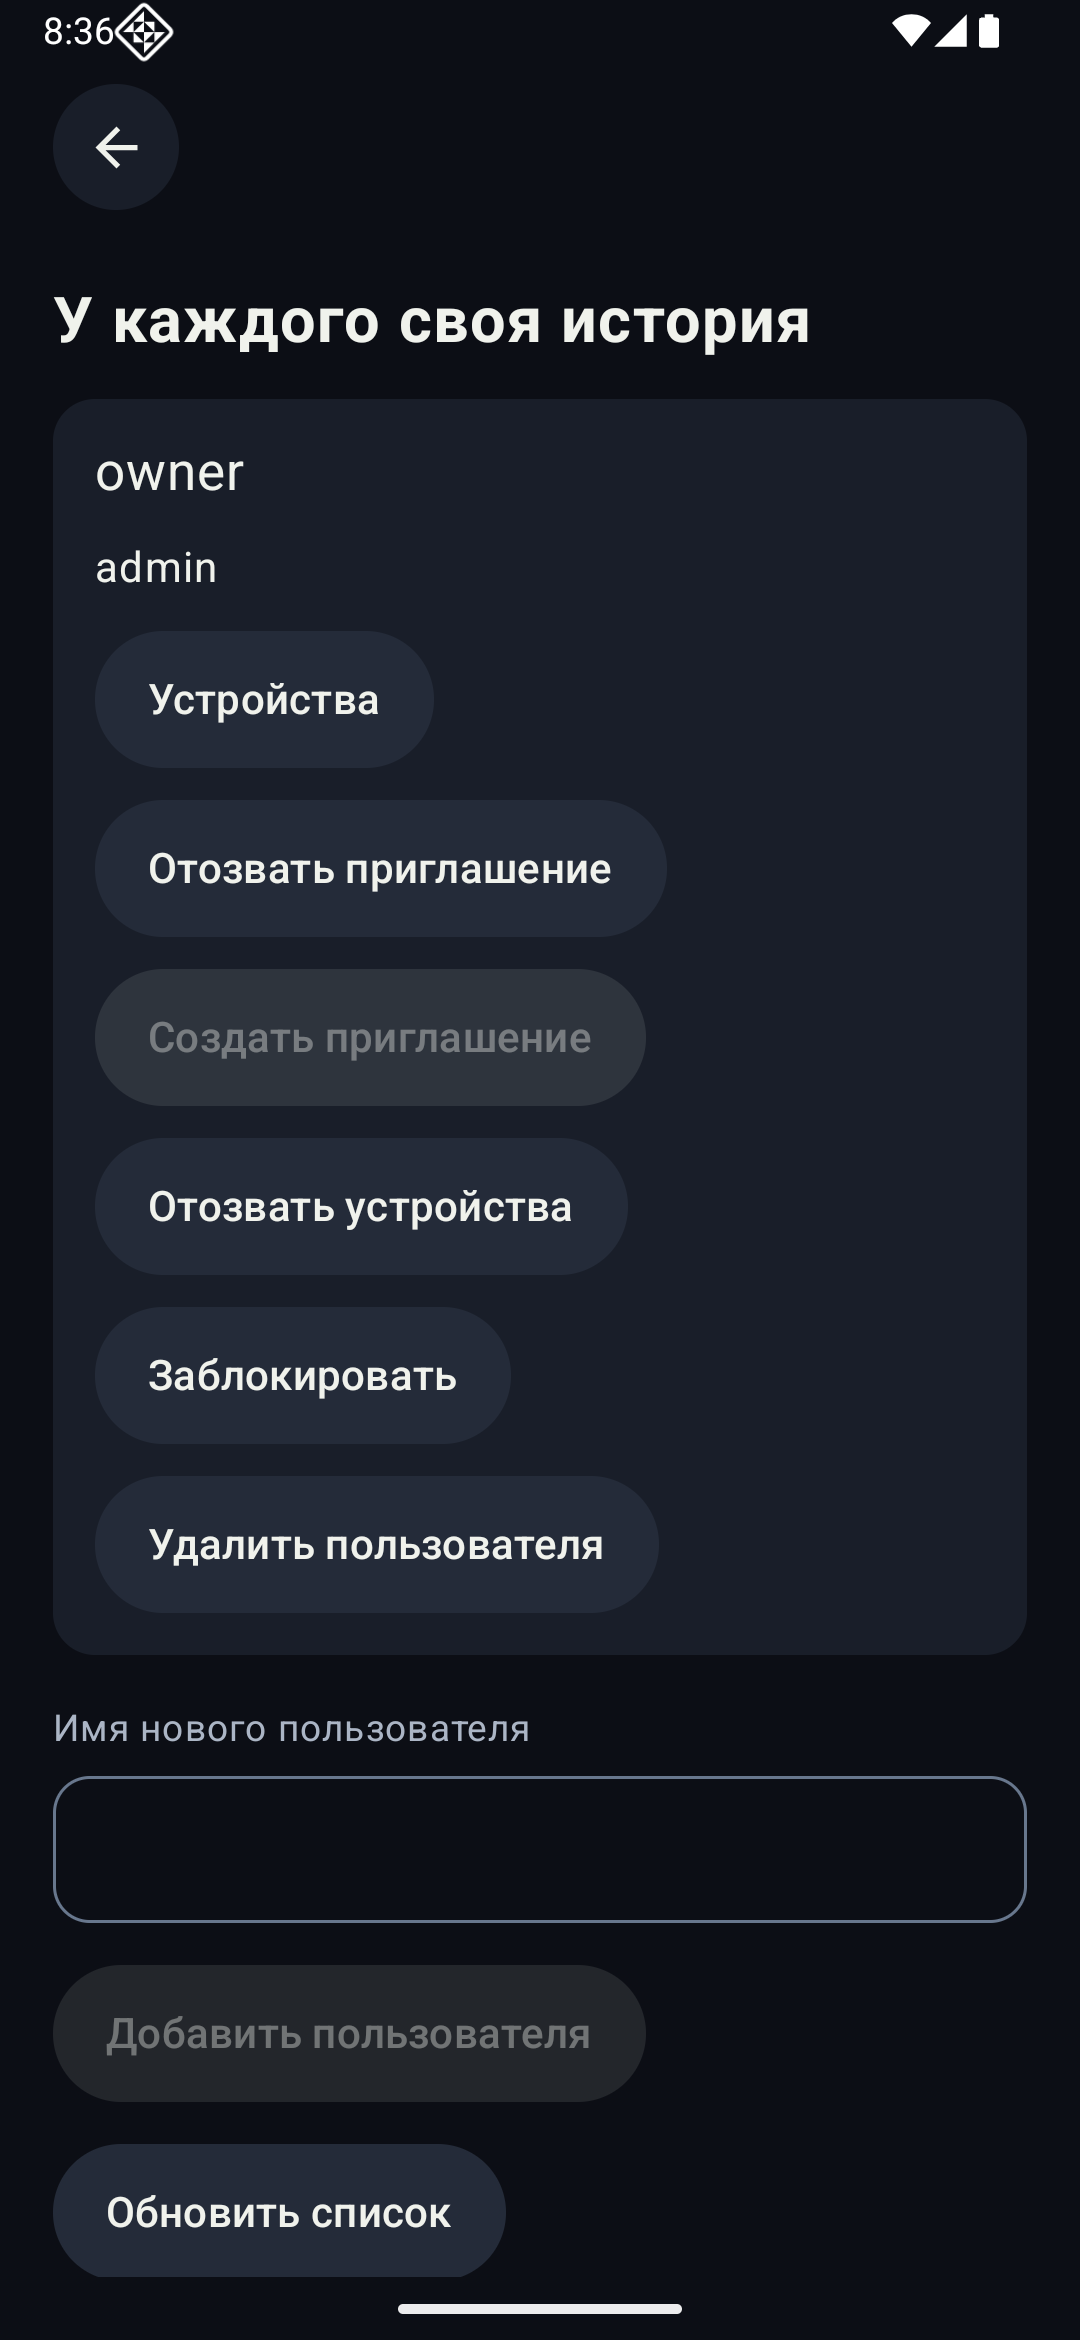 8:36
У каждого своя история
owner
admin
Устройства
Отозвать приглашение
Создать приглашение
Отозвать устройства
Заблокировать
Удалить пользователя
Имя нового пользователя
Добавить пользователя
Обновить список